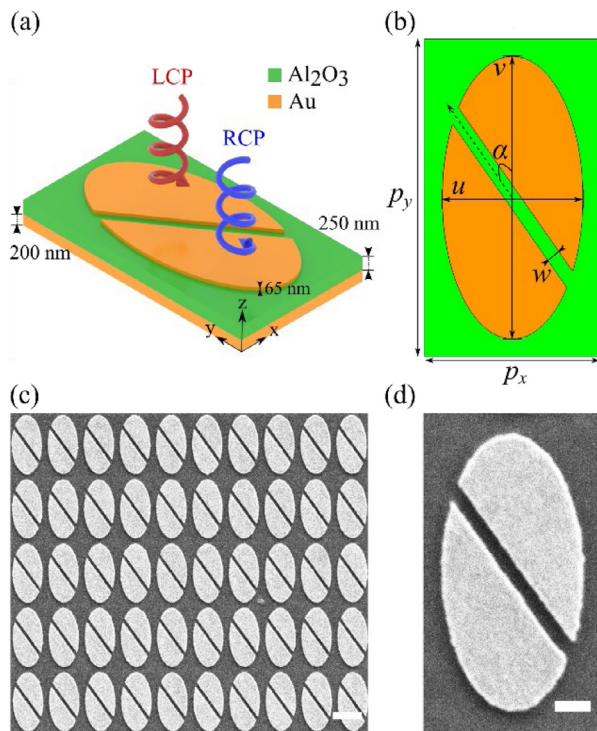 (a)
LCP
Al₂O₃
Au
RCP
250 nm
200 nm
65 nm
z
y
x
(b)
v
α
p_y
u
w
p_x
(c)
(d)